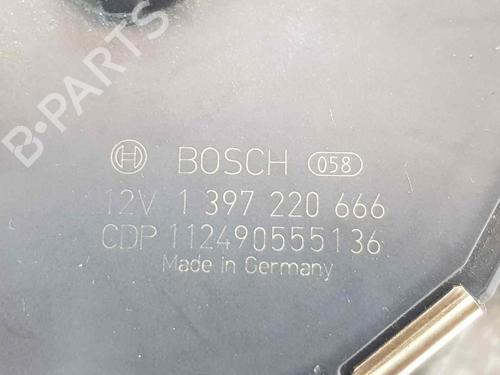 B-PARTS
BOSCH 058
12V 1 397 220 666
CDP 112490555136
Made in Germany